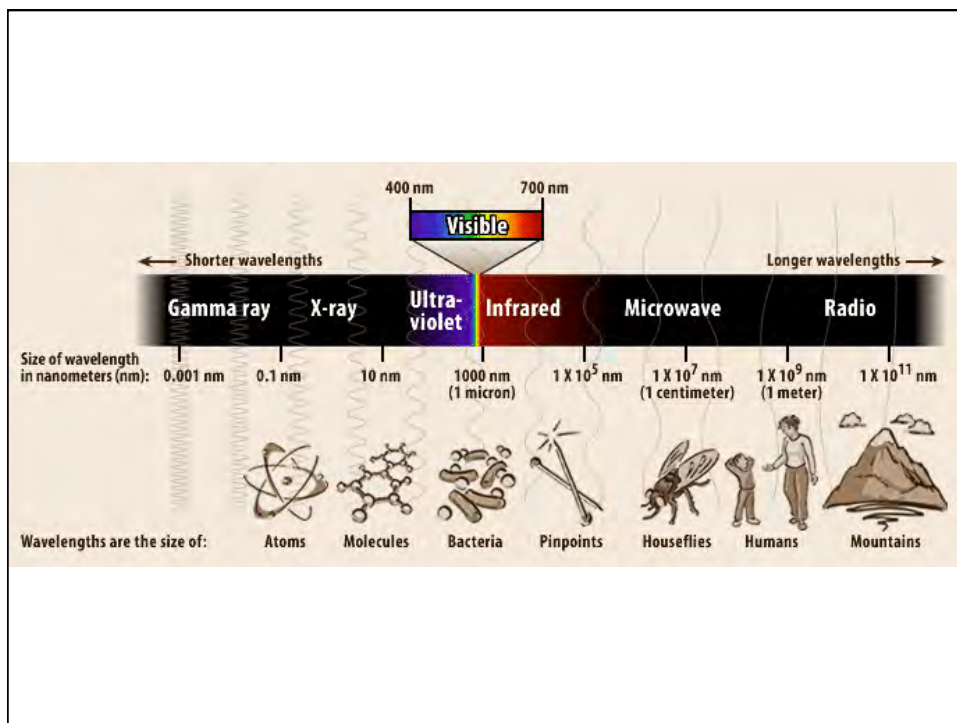 400 nm 700 nm
Visible
Shorter wavelengths Longer wavelengths
Gamma ray X-ray Ultra-violet Infrared Microwave Radio
Size of wavelength
in nanometers (nm): 0.001 nm 0.1 nm 10 nm 1000 nm (1 micron) 1 X 10⁵ nm 1 X 10⁷ nm (1 centimeter) 1 X 10⁹ nm (1 meter) 1 X 10¹¹ nm
Wavelengths are the size of: Atoms Molecules Bacteria Pinpoints Houseflies Humans Mountains